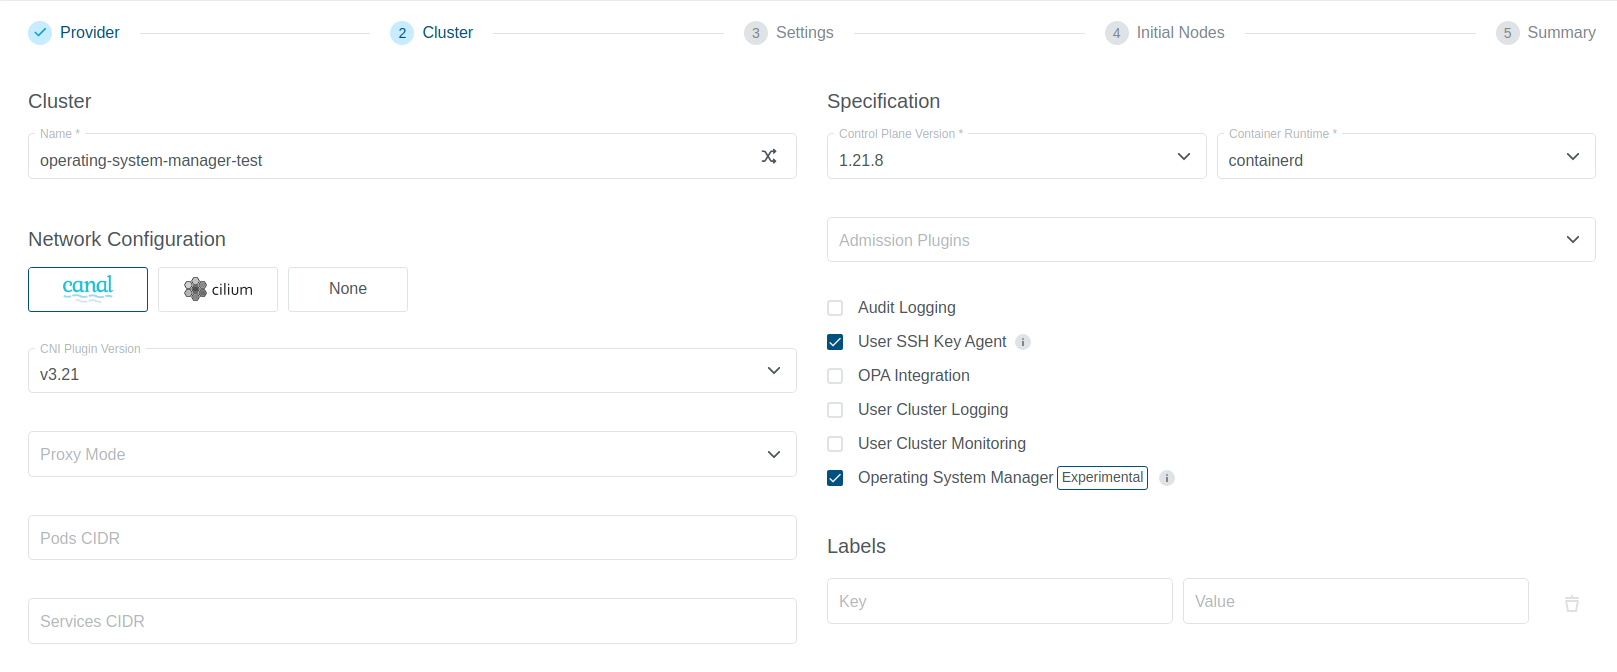 Provider
2 Cluster
3 Settings
4 Initial Nodes
5 Summary
Cluster
Name *
operating-system-manager-test
Network Configuration
canal
cilium
None
CNI Plugin Version
v3.21
Proxy Mode
Pods CIDR
Services CIDR
Specification
Control Plane Version *
1.21.8
Container Runtime *
containerd
Admission Plugins
Audit Logging
User SSH Key Agent i
OPA Integration
User Cluster Logging
User Cluster Monitoring
Operating System Manager Experimental i
Labels
Key
Value